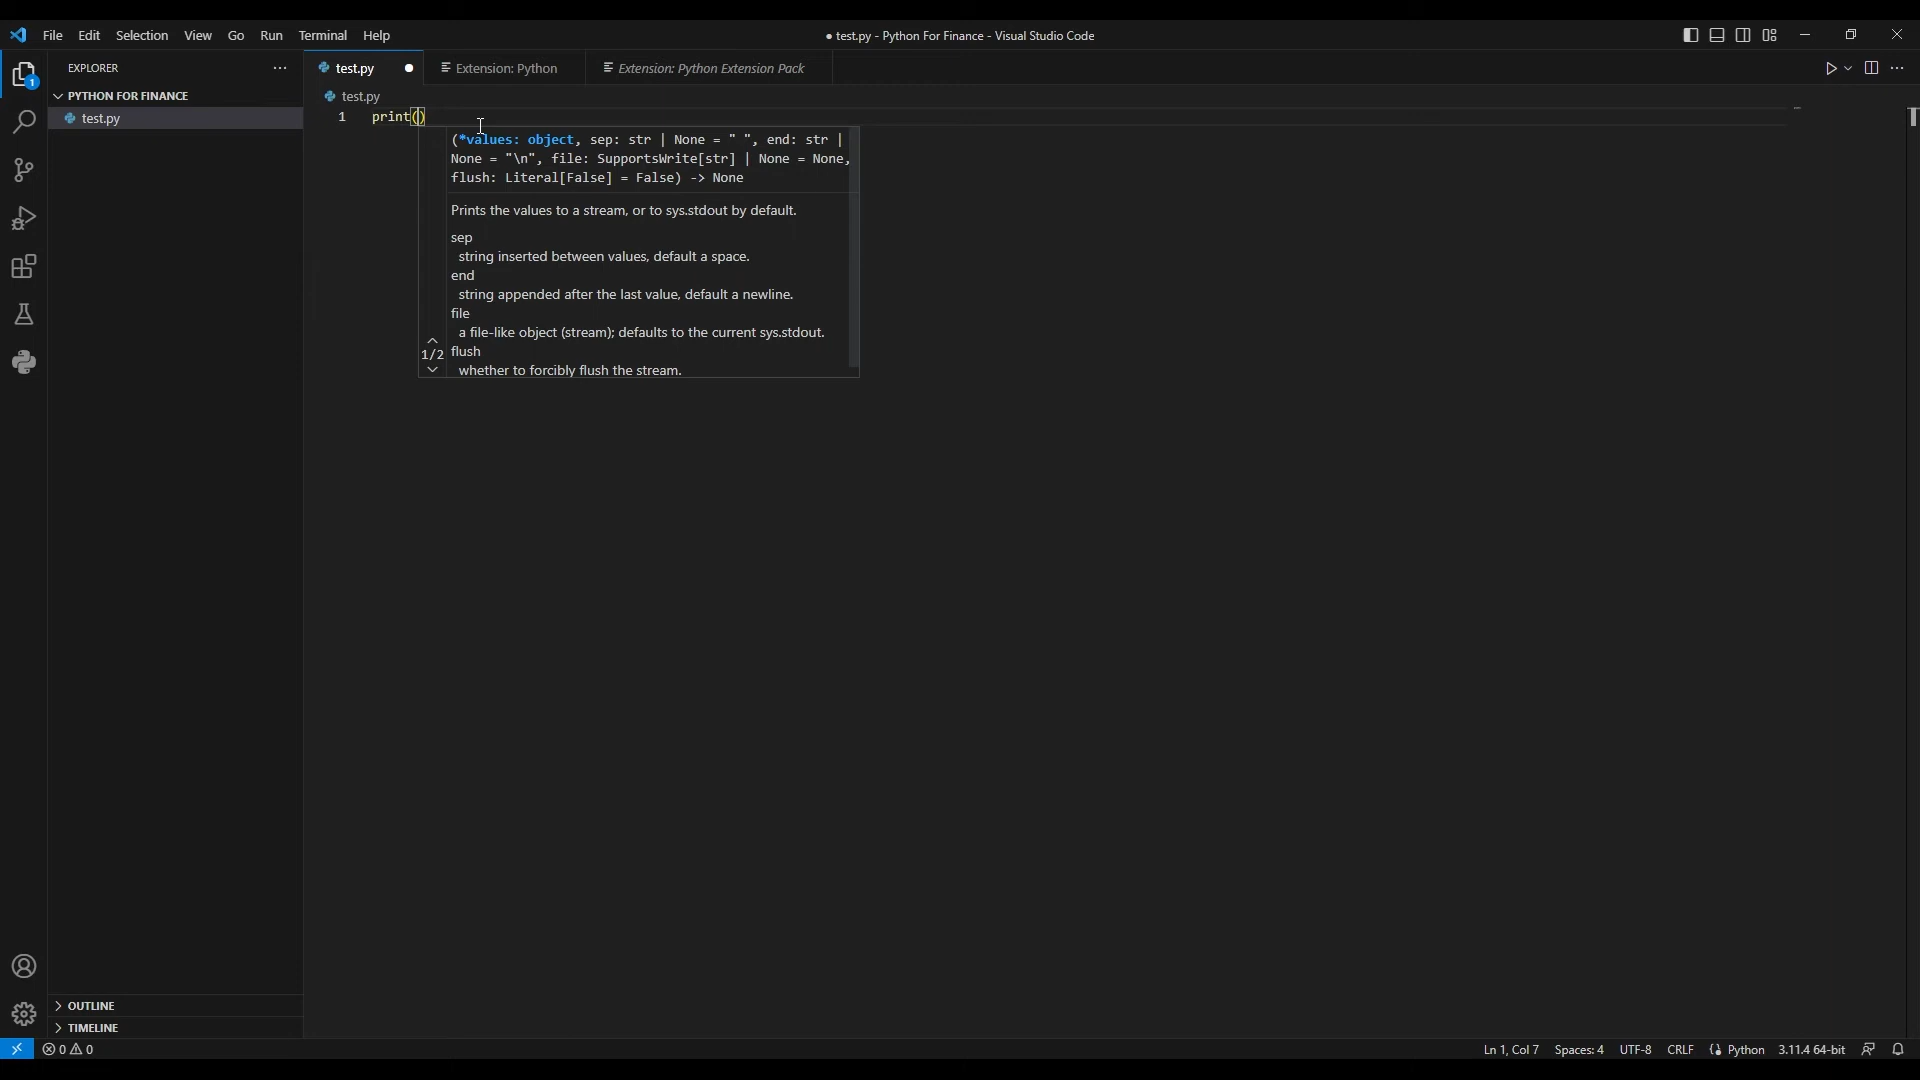 File Edit Selection View Go Run Terminal Help
● test.py - Python For Finance - Visual Studio Code
EXPLORER
test.py
Extension: Python
Extension: Python Extension Pack
1
PYTHON FOR FINANCE
test.py
test.py
1 print()
(*values: object, sep: str | None = " ", end: str |
None = "\n", file: SupportsWrite[str] | None = None,
flush: Literal[False] = False) -> None
Prints the values to a stream, or to sys.stdout by default.
sep
string inserted between values, default a space.
end
string appended after the last value, default a newline.
file
a file-like object (stream); defaults to the current sys.stdout.
1/2
flush
whether to forcibly flush the stream.
OUTLINE
TIMELINE
0 0
Ln 1, Col 7 Spaces: 4 UTF-8 CRLF Python 3.11.4 64-bit